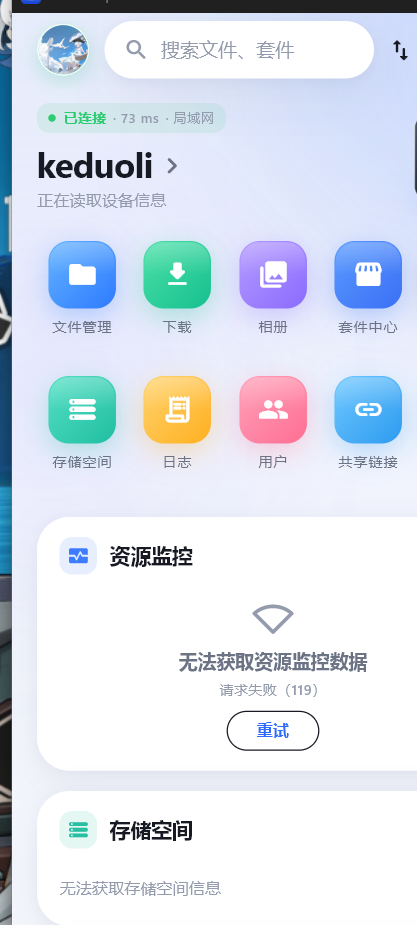 搜索文件、套件
已连接 · 73 ms · 局域网
keduoli
正在读取设备信息
文件管理 下载 相册 套件中心
存储空间 日志 用户 共享链接
资源监控
无法获取资源监控数据
请求失败（119）
重试
存储空间
无法获取存储空间信息